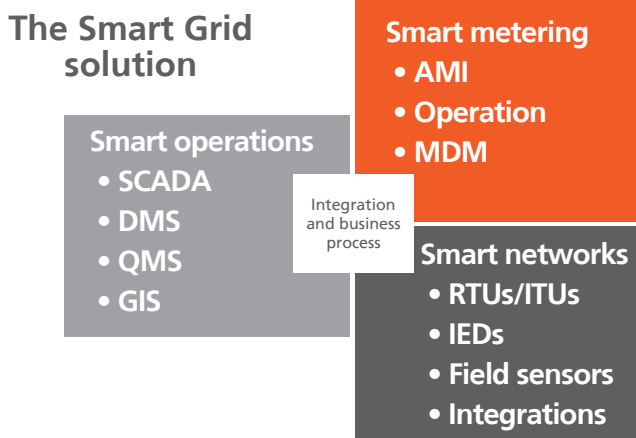 The Smart Grid
solution
Smart metering
• AMI
• Operation
• MDM
Smart operations
• SCADA
• DMS
• QMS
• GIS
Integration
and business
process
Smart networks
• RTUs/ITUs
• IEDs
• Field sensors
• Integrations